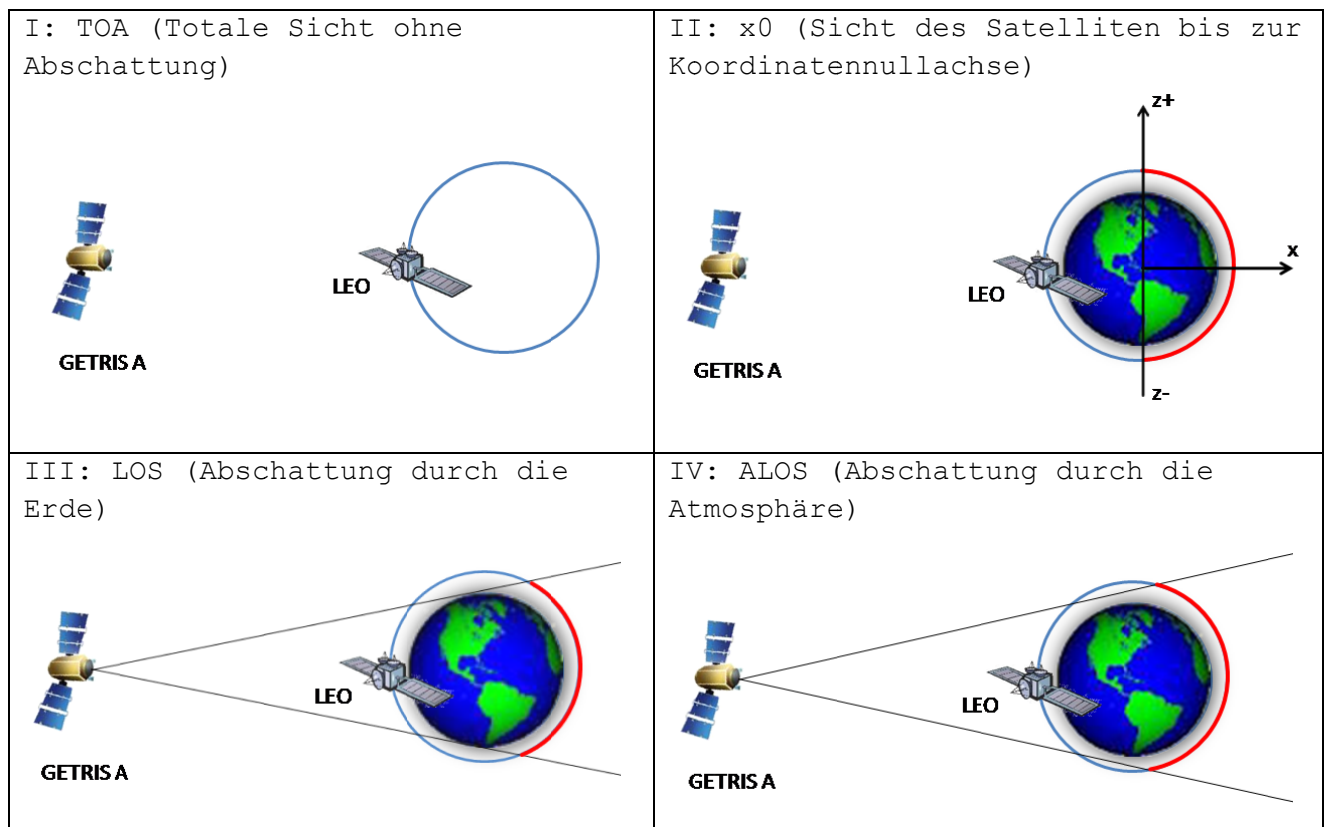 I: TOA (Totale Sicht ohne
Abschattung)
LEO
GETRIS A
II: x0 (Sicht des Satelliten bis zur
Koordinatennullachse)
z+
x
LEO
GETRIS A
z-
III: LOS (Abschattung durch die
Erde)
LEO
GETRIS A
IV: ALOS (Abschattung durch die
Atmosphäre)
LEO
GETRIS A